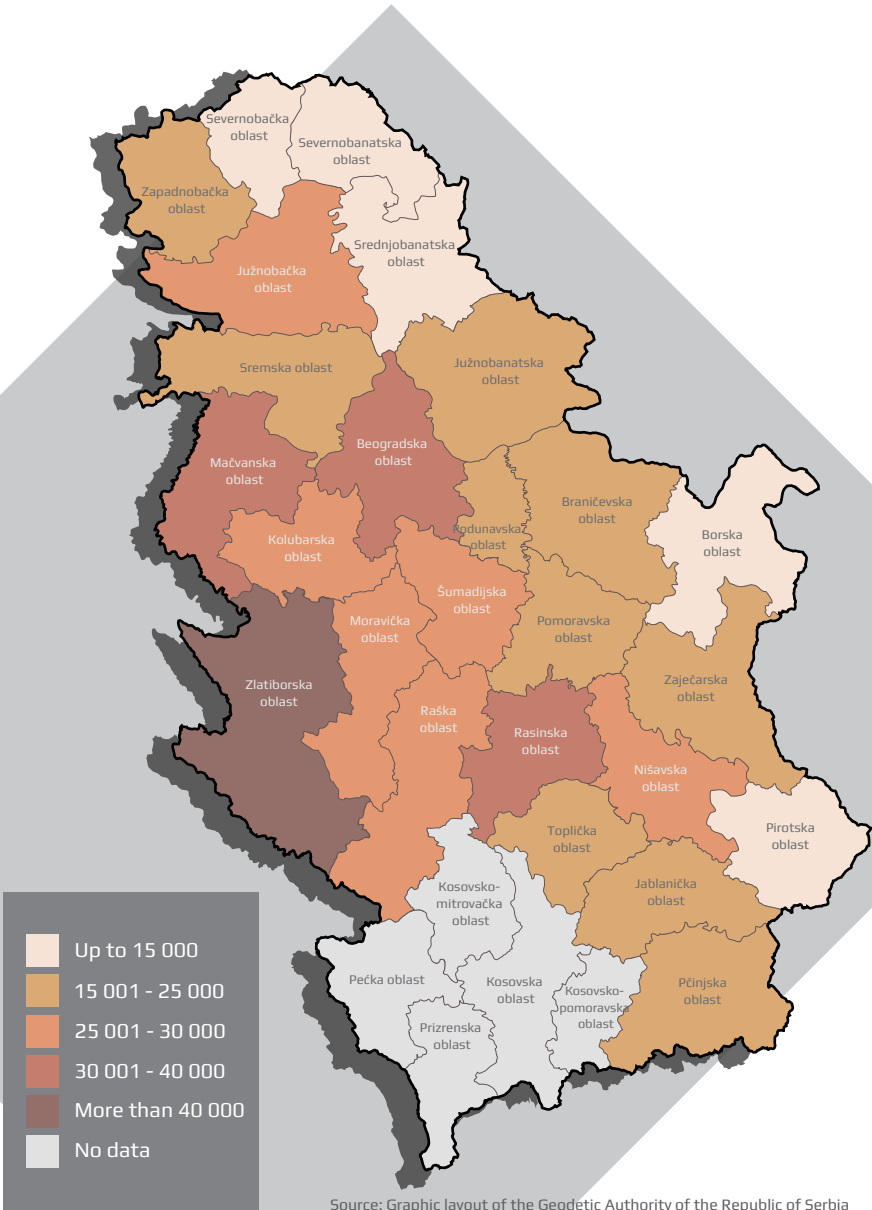 Severnobačka
oblast
Severnobanatska
oblast
Zapadnobačka
oblast
Srednjobanatska
oblast
Južnobačka
oblast
Sremska oblast
Južnobanatska
oblast
Beogradska
oblast
Mačvanska
oblast
Braničevska
oblast
Podunavska
oblast
Borska
oblast
Kolubarska
oblast
Šumadijska
oblast
Moravička
oblast
Pomoravska
oblast
Zlatiborska
oblast
Zaječarska
oblast
Raška
oblast
Rasinska
oblast
Nišavska
oblast
Toplička
oblast
Pirotska
oblast
Kosovsko-
mitrovačka
oblast
Jablanička
oblast
Pećka oblast
Kosovska
oblast
Kosovsko-
pomoravska
oblast
Pčinjska
oblast
Prizrenska
oblast
Up to 15 000
15 001 - 25 000
25 001 - 30 000
30 001 - 40 000
More than 40 000
No data
Source: Graphic layout of the Geodetic Authority of the Republic of Serbia